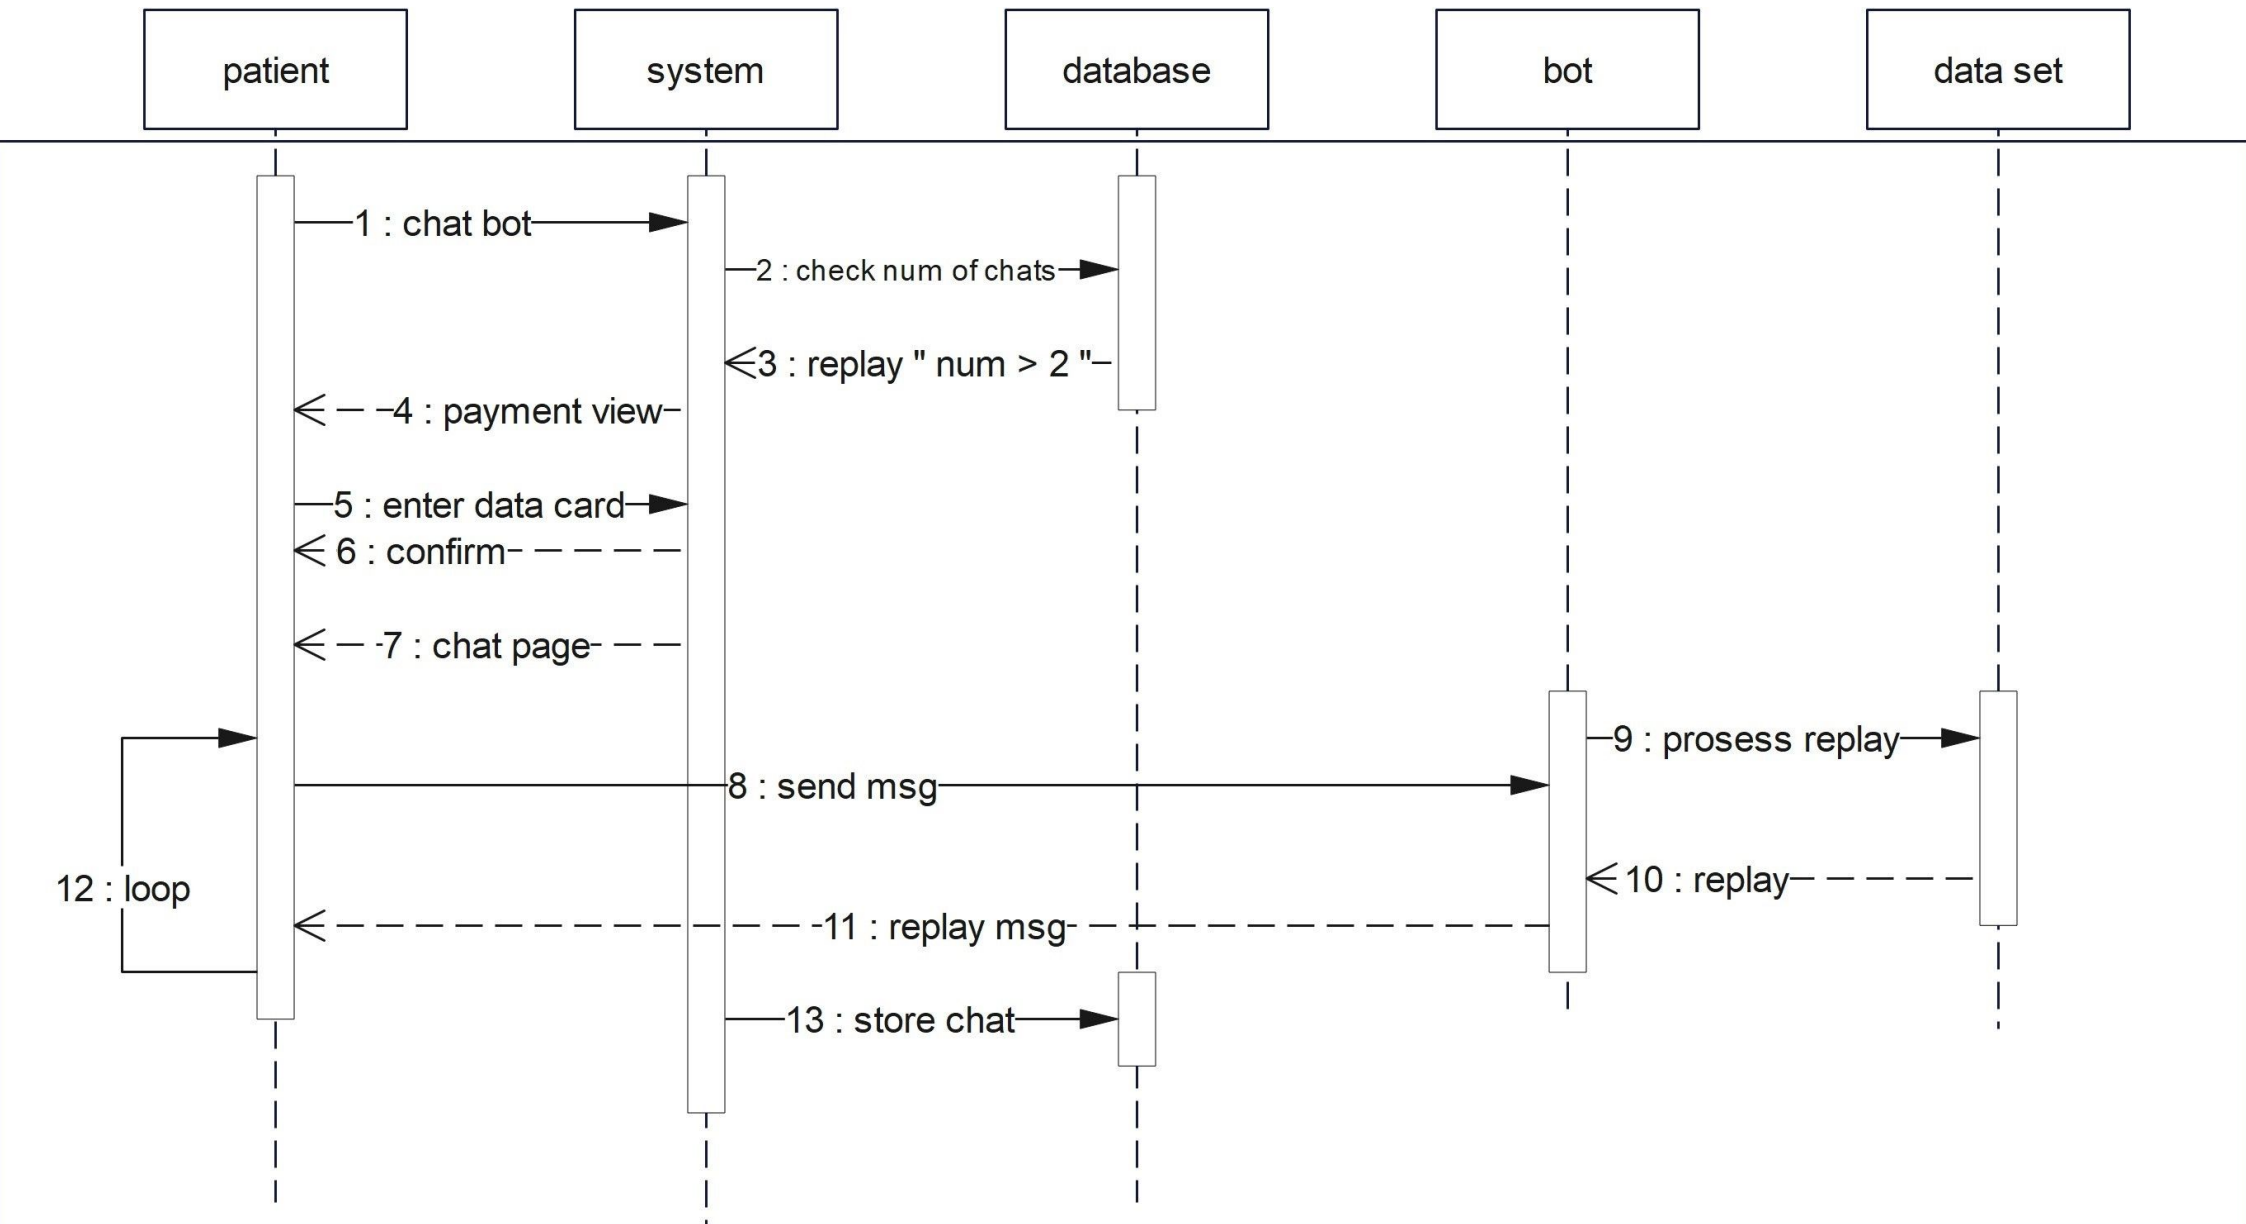 patient
system
database
bot
data set
1 : chat bot
2 : check num of chats
3 : replay " num > 2 "
4 : payment view
5 : enter data card
6 : confirm
7 : chat page
9 : prosess replay
8 : send msg
10 : replay
12 : loop
11 : replay msg
13 : store chat